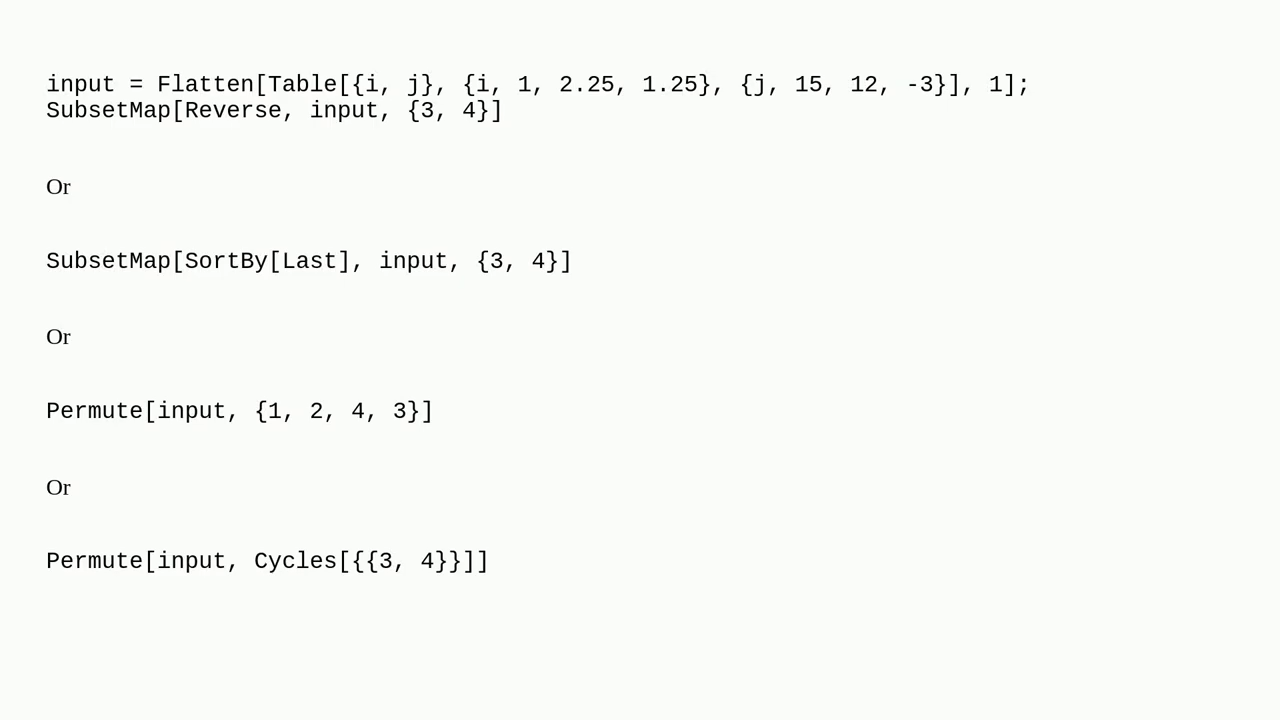 input = Flatten[Table[{i, j}, {i, 1, 2.25, 1.25}, {j, 15, 12, -3}], 1];
SubsetMap[Reverse, input, {3, 4}]
Or
SubsetMap[SortBy[Last], input, {3, 4}]
Or
Permute[input, {1, 2, 4, 3}]
Or
Permute[input, Cycles[{{3, 4}}]]